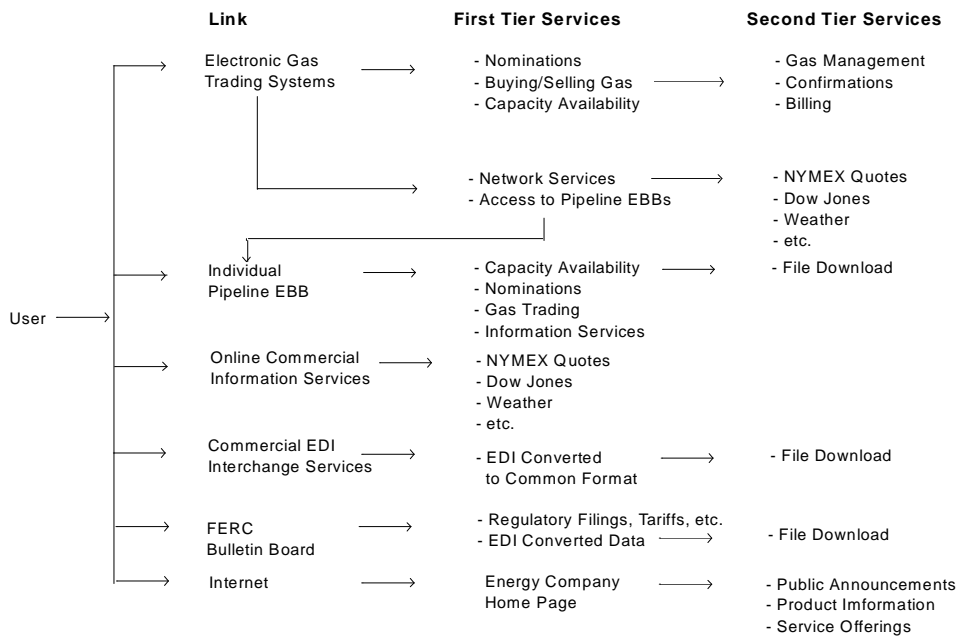 Link
First Tier Services
Second Tier Services
Electronic Gas
Trading Systems
- Nominations
- Buying/Selling Gas
- Capacity Availability
- Gas Management
- Confirmations
- Billing
- Network Services
- Access to Pipeline EBBs
- NYMEX Quotes
- Dow Jones
- Weather
- etc.
User
Individual
Pipeline EBB
- Capacity Availability
- Nominations
- Gas Trading
- Information Services
- File Download
Online Commercial
Information Services
- NYMEX Quotes
- Dow Jones
- Weather
- etc.
Commercial EDI
Interchange Services
- EDI Converted
to Common Format
- File Download
FERC
Bulletin Board
- Regulatory Filings, Tariffs, etc.
- EDI Converted Data
- File Download
Internet
Energy Company
Home Page
- Public Announcements
- Product Imformation
- Service Offerings